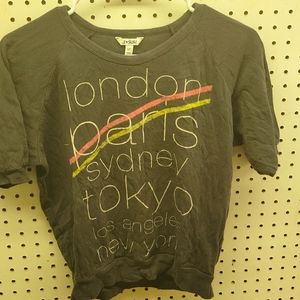 london
paris
sydney
tokyo
los angeles
new york